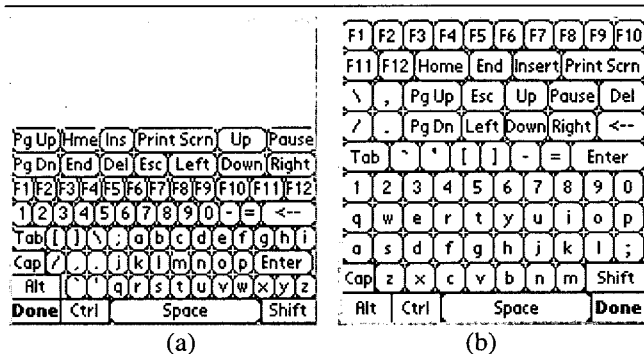 Pg Up Hme Ins Print Scrn Up Pause
Pg Dn End Del Esc Left Down Right
F1 F2 F3 F4 F5 F6 F7 F8 F9 F10 F11 F12
1 2 3 4 5 6 7 8 9 0 - = <--
Tab [ ] \ ; a b c d e f g h i
Cap / , . j k l m n o p Enter
Alt ` ' q r s t u v w x y z
Done Ctrl Space Shift
(a)
F1 F2 F3 F4 F5 F6 F7 F8 F9 F10
F11 F12 Home End Insert Print Scrn
\ , Pg Up Esc Up Pause Del
/ . Pg Dn Left Down Right <--
Tab ` ' [ ] - = Enter
1 2 3 4 5 6 7 8 9 0
q w e r t y u i o p
a s d f g h j k l ;
Cap z x c v b n m Shift
Alt Ctrl Space Done
(b)